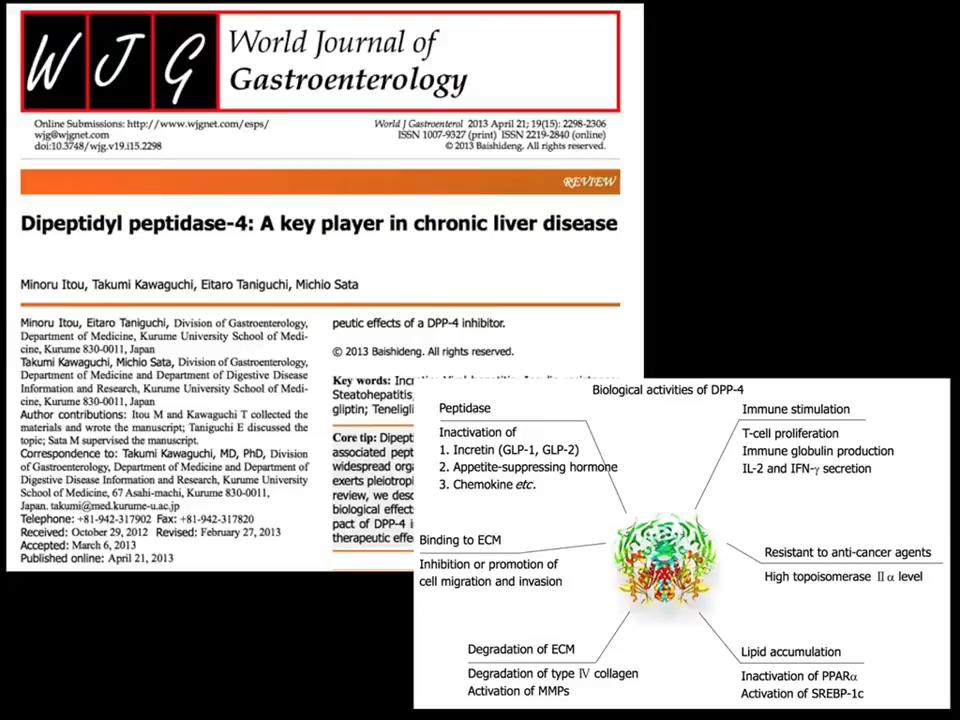 WJG
World Journal of
Gastroenterology
Online Submissions: http://www.wjgnet.com/esps/
wjg@wjgnet.com
doi:10.3748/wjg.v19.i15.2298
World J Gastroenterol 2013 April 21; 19(15): 2298-2306
ISSN 1007-9327 (print) ISSN 2219-2840 (online)
© 2013 Baishideng. All rights reserved.
REVIEW
Dipeptidyl peptidase-4: A key player in chronic liver disease
Minoru Itou, Takumi Kawaguchi, Eitaro Taniguchi, Michio Sata
Minoru Itou, Eitaro Taniguchi, Division of Gastroenterology,
Department of Medicine, Kurume University School of Medi-
cine, Kurume 830-0011, Japan
Takumi Kawaguchi, Michio Sata, Division of Gastroenterology,
Department of Medicine and Department of Digestive Disease
Information and Research, Kurume University School of Medi-
cine, Kurume 830-0011, Japan
Author contributions: Itou M and Kawaguchi T collected the
materials and wrote the manuscript; Taniguchi E discussed the
topic; Sata M supervised the manuscript.
Correspondence to: Takumi Kawaguchi, MD, PhD, Division
of Gastroenterology, Department of Medicine and Department of
Digestive Disease Information and Research, Kurume University
School of Medicine, 67 Asahi-machi, Kurume 830-0011,
Japan. takumi@med.kurume-u.ac.jp
Telephone: +81-942-317902 Fax: +81-942-317820
Received: October 29, 2012 Revised: February 27, 2013
Accepted: March 6, 2013
Published online: April 21, 2013
peutic effects of a DPP-4 inhibitor.
© 2013 Baishideng. All rights reserved.
Key words:
Steatohepatitis;
gliptin; Teneligli
Core tip: Dipept
associated pept
widespread orga
exerts pleiotropi
review, we desc
biological effect
pact of DPP-4 i
therapeutic effe
Biological activities of DPP-4
Peptidase
Inactivation of
1. Incretin (GLP-1, GLP-2)
2. Appetite-suppressing hormone
3. Chemokine etc.
Immune stimulation
T-cell proliferation
Immune globulin production
IL-2 and IFN-γ secretion
Binding to ECM
Inhibition or promotion of
cell migration and invasion
Resistant to anti-cancer agents
High topoisomerase Ⅱα level
Degradation of ECM
Degradation of type Ⅳ collagen
Activation of MMPs
Lipid accumulation
Inactivation of PPARα
Activation of SREBP-1c